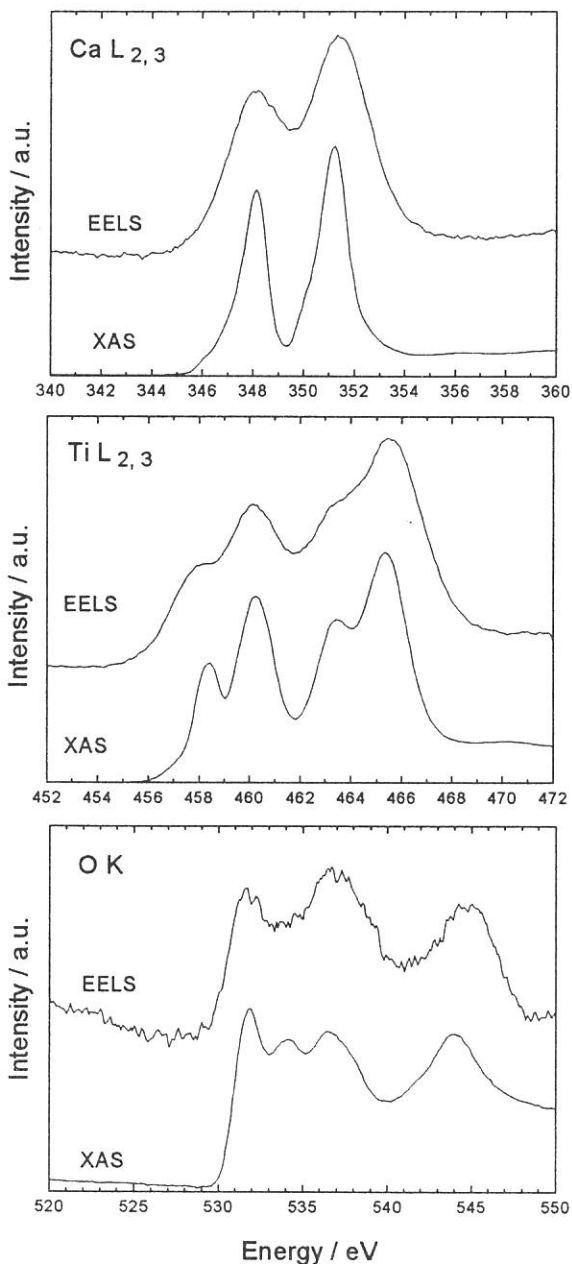 Ca L 2, 3
Intensity / a.u.
EELS
XAS
340 342 344 346 348 350 352 354 356 358 360
Ti L 2, 3
Intensity / a.u.
EELS
XAS
452 454 456 458 460 462 464 466 468 470 472
O K
Intensity / a.u.
EELS
XAS
520 525 530 535 540 545 550
Energy / eV